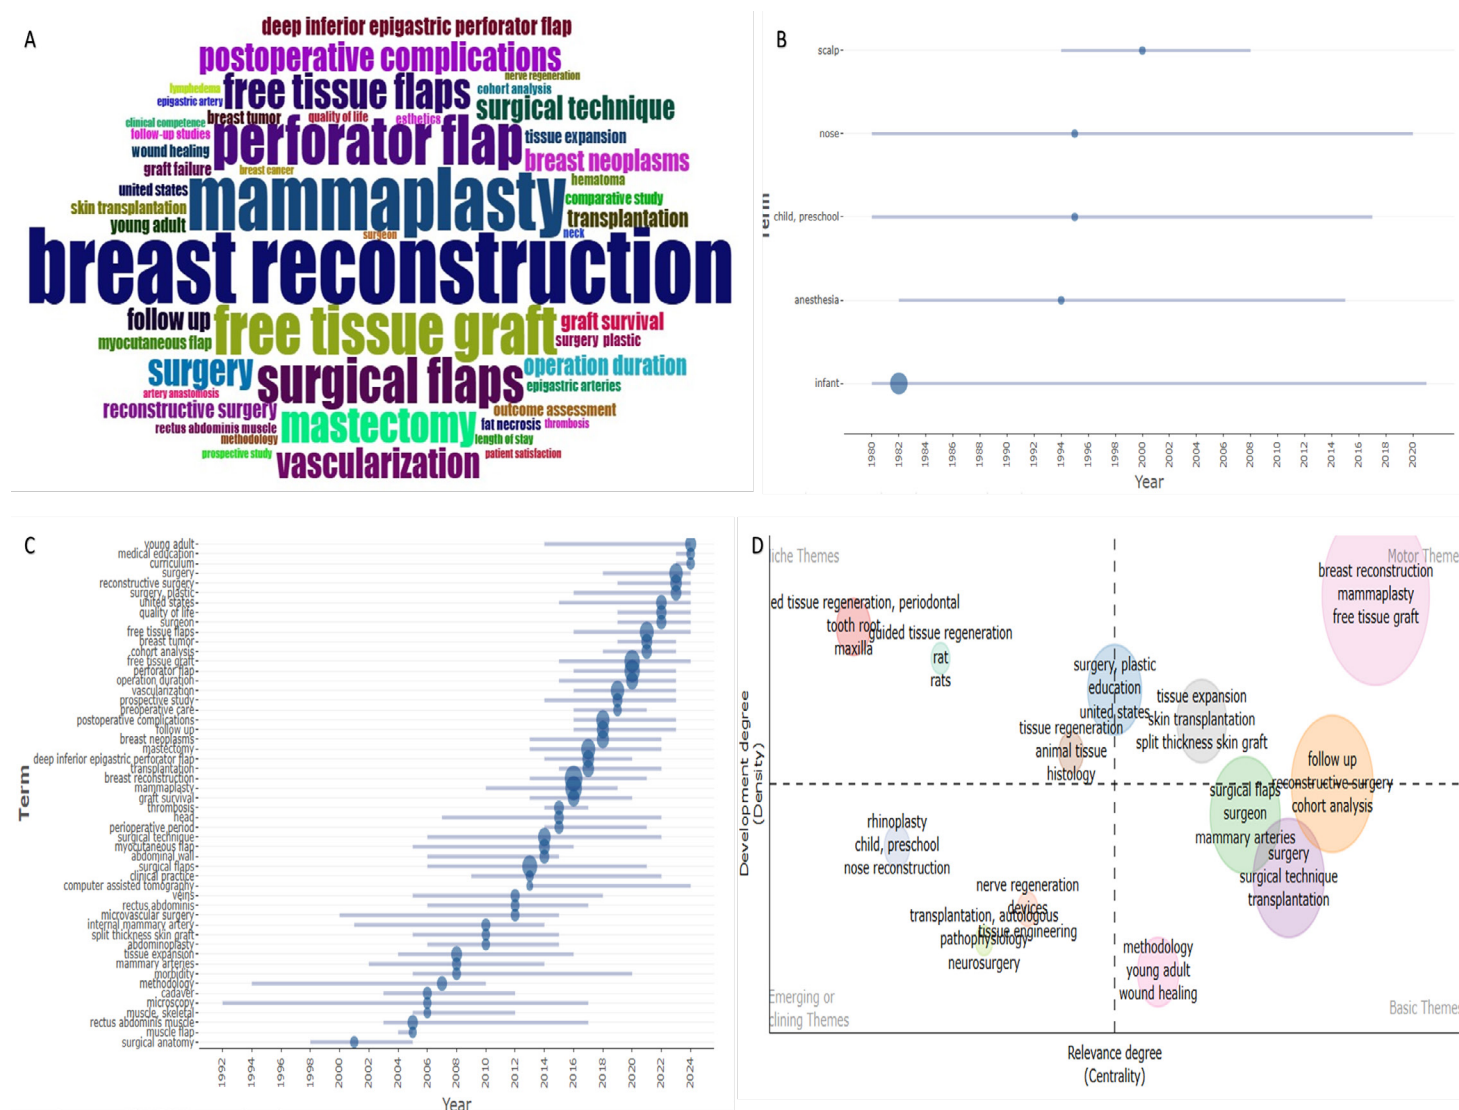 A
deep inferior epigastric perforator flap
postoperative complications
nerve regeneration
lymphedema
free tissue flaps
cohort analysis
epigastric artery
surgical technique
breast tumor
quality of life
esthetics
clinical competence
follow-up studies
perforator flap
tissue expansion
wound healing
breast neoplasms
graft failure
breast cancer
hematoma
united states
mammaplasty
comparative study
skin transplantation
transplantation
young adult
surgeon
neck
breast reconstruction
follow up
free tissue graft
graft survival
myocutaneous flap
surgery plastic
surgery
surgical flaps
operation duration
epigastric arteries
artery anastomosis
reconstructive surgery
outcome assessment
rectus abdominis muscle
mastectomy
fat necrosis
thrombosis
methodology
length of stay
prospective study
vascularization
patient satisfaction
B
Term
scalp
nose
child, preschool
anesthesia
infant
1980 1982 1984 1986 1988 1990 1992 1994 1996 1998 2000 2002 2004 2006 2008 2010 2012 2014 2016 2018 2020
Year
C
Term
young adult
medical education
curriculum
surgery
reconstructive surgery
surgery, plastic
united states
quality of life
surgeon
free tissue flaps
breast tumor
cohort analysis
free tissue graft
perforator flap
operation duration
vascularization
prospective study
preoperative care
postoperative complications
follow up
breast neoplasms
mastectomy
deep inferior epigastric perforator flap
transplantation
breast reconstruction
mammaplasty
graft survival
thrombosis
head
perioperative period
surgical technique
myocutaneous flap
abdominal wall
surgical flaps
clinical practice
computer assisted tomography
veins
rectus abdominis
microvascular surgery
internal mammary artery
split thickness skin graft
abdominoplasty
tissue expansion
mammary arteries
morbidity
methodology
cadaver
microscopy
muscle, skeletal
rectus abdominis muscle
muscle flap
surgical anatomy
1992 1994 1996 1998 2000 2002 2004 2006 2008 2010 2012 2014 2016 2018 2020 2022 2024
Year
D
iche Themes
Motor Theme
breast reconstruction
mammaplasty
free tissue graft
ed tissue regeneration, periodontal
tooth root
maxilla
guided tissue regeneration
rat
rats
surgery, plastic
education
united states
tissue expansion
skin transplantation
split thickness skin graft
tissue regeneration
animal tissue
histology
follow up
reconstructive surgery
cohort analysis
surgical flaps
surgeon
mammary arteries
rhinoplasty
child, preschool
nose reconstruction
surgery
surgical technique
transplantation
nerve regeneration
devices
tissue engineering
transplantation, autologous
pathophysiology
neurosurgery
methodology
young adult
wound healing
Emerging or
clining Themes
Basic Themes
Development degree
(Density)
Relevance degree
(Centrality)